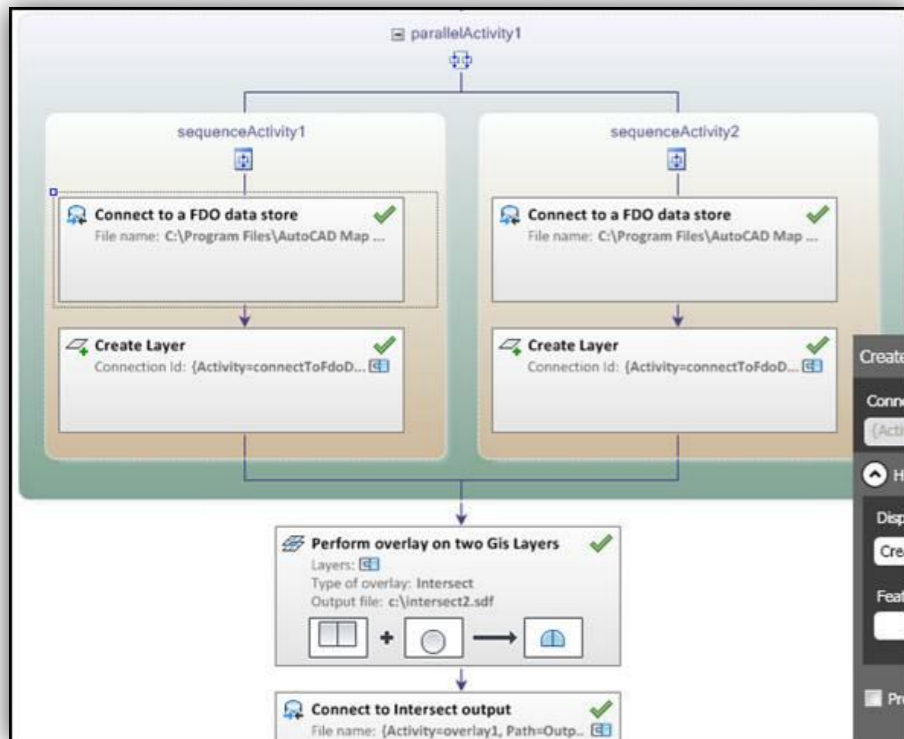 parallelActivity1
sequenceActivity1
Connect to a FDO data store
File name: C:\Program Files\AutoCAD Map ...
Create Layer
Connection Id: {Activity=connectToFdoD...
sequenceActivity2
Connect to a FDO data store
File name: C:\Program Files\AutoCAD Map ...
Create Layer
Connection Id: {Activity=connectToFdoD...
Perform overlay on two Gis Layers
Layers:
Type of overlay: Intersect
Output file: c:\intersect2.sdf
+
Connect to Intersect output
File name: {Activity=overlay1, Path=Outp..
Create